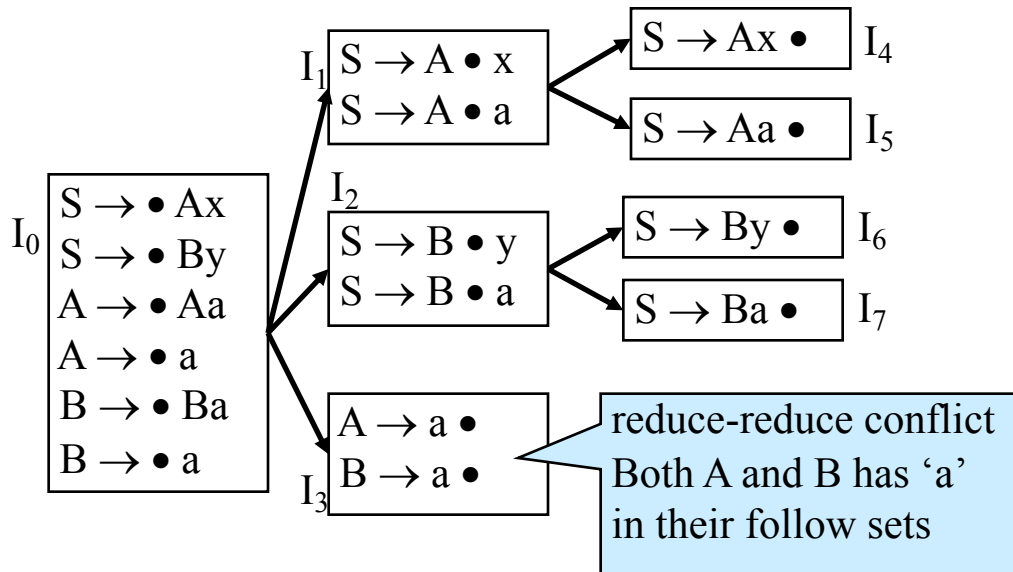 I0
S → • Ax
S → • By
A → • Aa
A → • a
B → • Ba
B → • a
I1
S → A • x
S → A • a
I2
S → B • y
S → B • a
I3
A → a •
B → a •
S → Ax •
I4
S → Aa •
I5
S → By •
I6
S → Ba •
I7
reduce-reduce conflict
Both A and B has ‘a’
in their follow sets